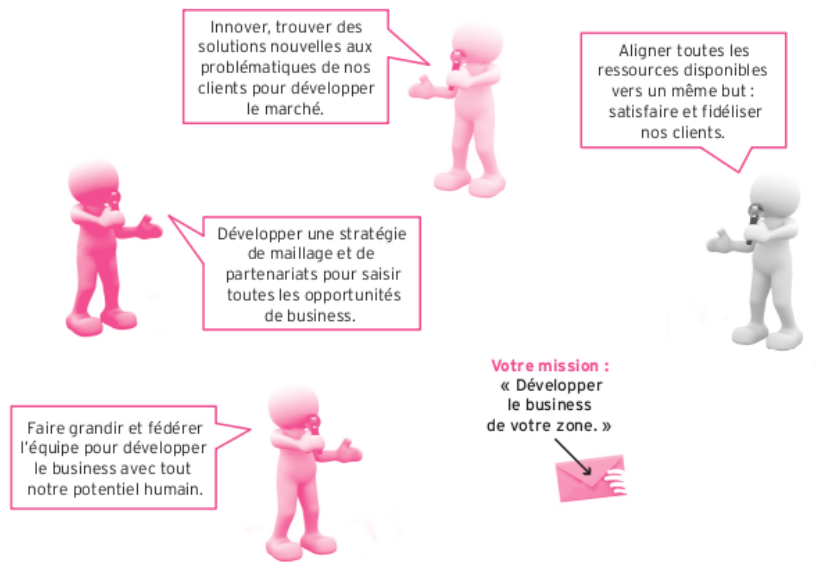 Innover, trouver des
solutions nouvelles aux
problématiques de nos
clients pour développer
le marché.
Aligner toutes les
ressources disponibles
vers un même but :
satisfaire et fidéliser
nos clients.
Développer une stratégie
de maillage et de
partenariats pour saisir
toutes les opportunités
de business.
Votre mission :
« Développer
le business
de votre zone. »
Faire grandir et fédérer
l'équipe pour développer
le business avec tout
notre potentiel humain.